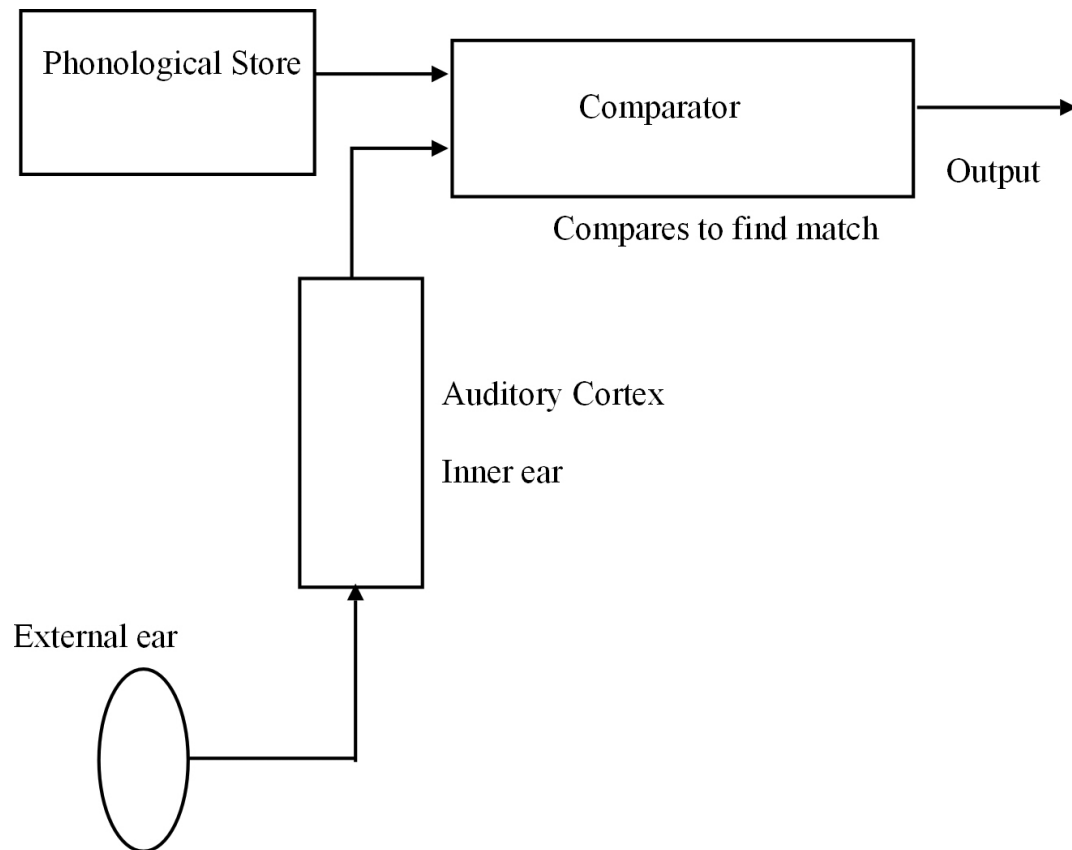 Phonological Store
Comparator
Output
Compares to find match
Auditory Cortex
Inner ear
External ear